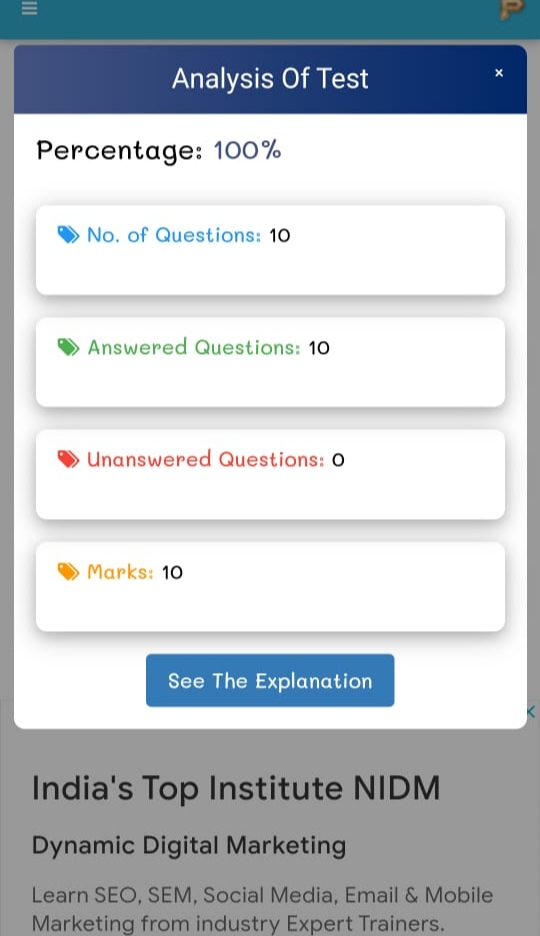 Analysis Of Test
×
Percentage: 100%
No. of Questions: 10
Answered Questions: 10
Unanswered Questions: 0
Marks: 10
See The Explanation
India's Top Institute NIDM
Dynamic Digital Marketing
Learn SEO, SEM, Social Media, Email & Mobile
Marketing from industry Expert Trainers.